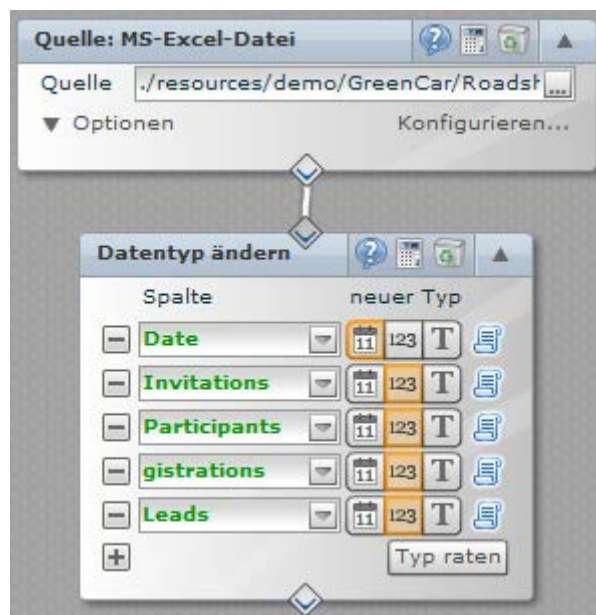 Quelle: MS-Excel-Datei
Quelle ./resources/demo/GreenCar/Roadsh ...
Optionen Konfigurieren...
Datentyp ändern
Spalte neuer Typ
Date 11 123 T
Invitations 11 123 T
Participants 11 123 T
gistrations 11 123 T
Leads 11 123 T
Typ raten